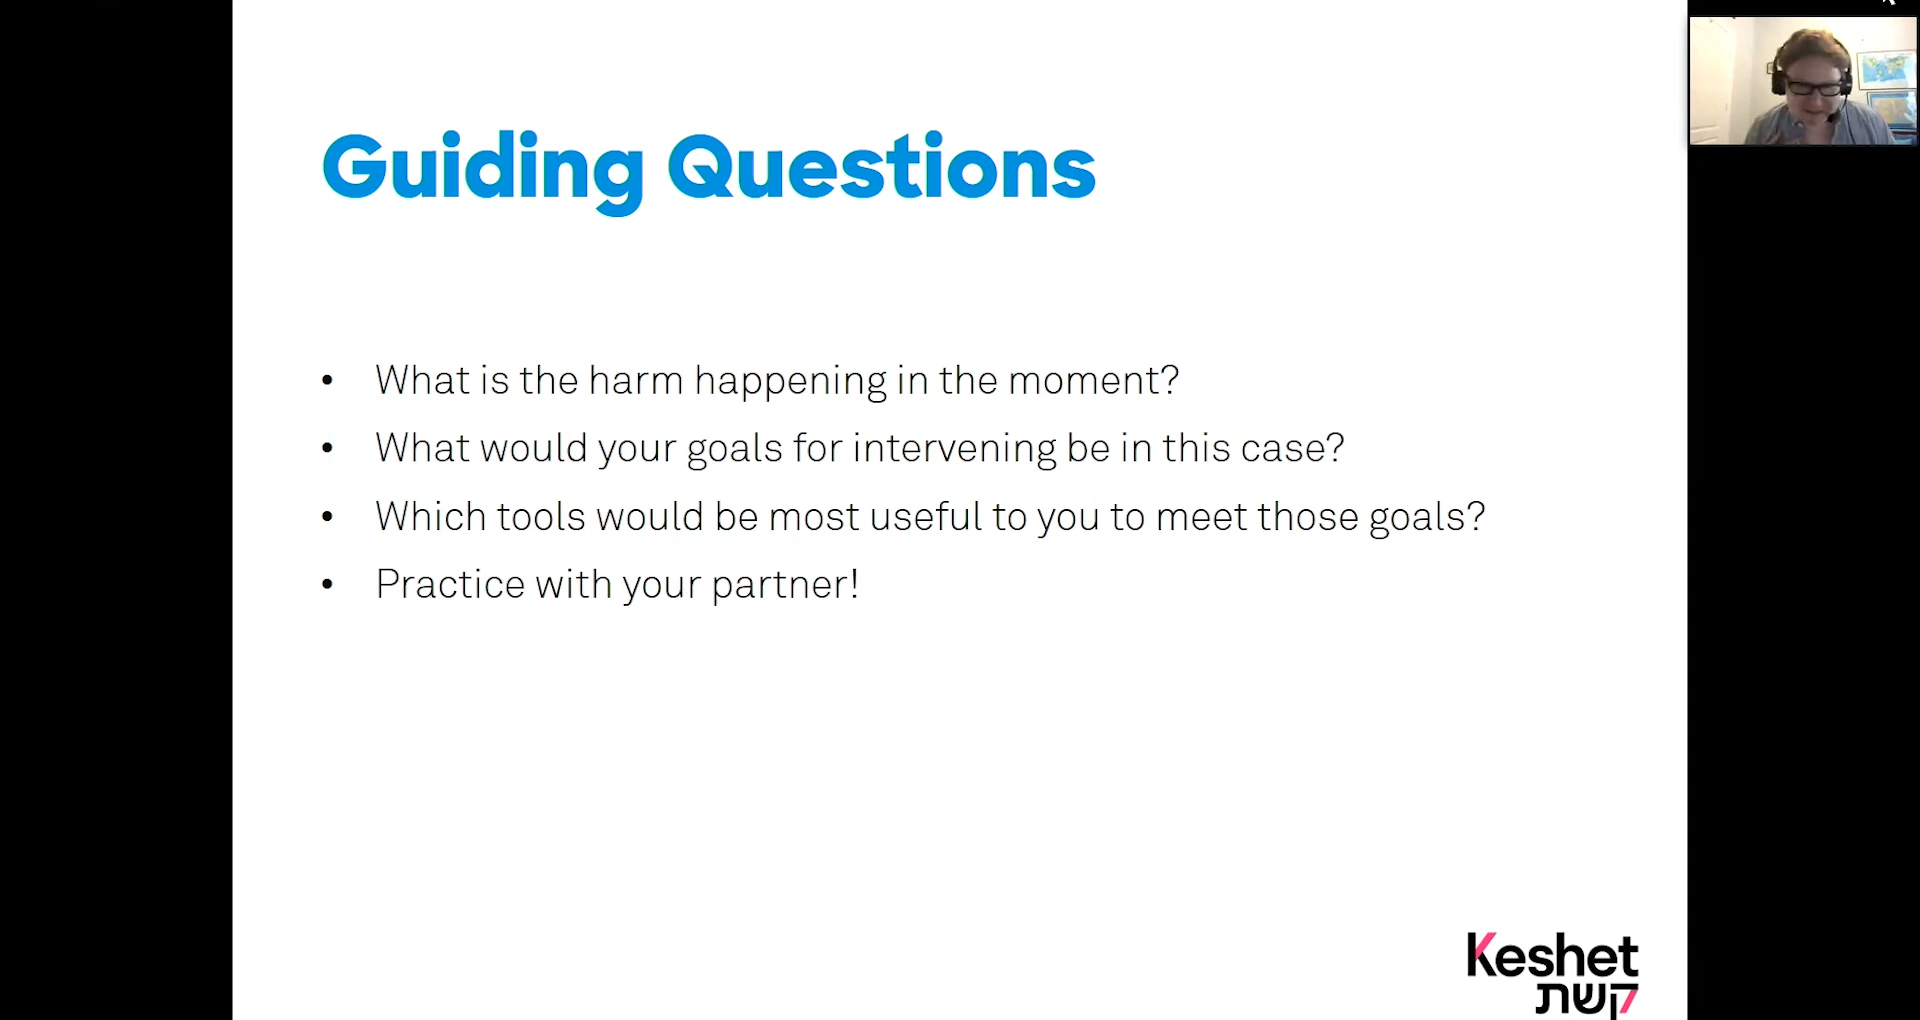 Guiding Questions
• What is the harm happening in the moment?
• What would your goals for intervening be in this case?
• Which tools would be most useful to you to meet those goals?
• Practice with your partner!
Keshet
קשת